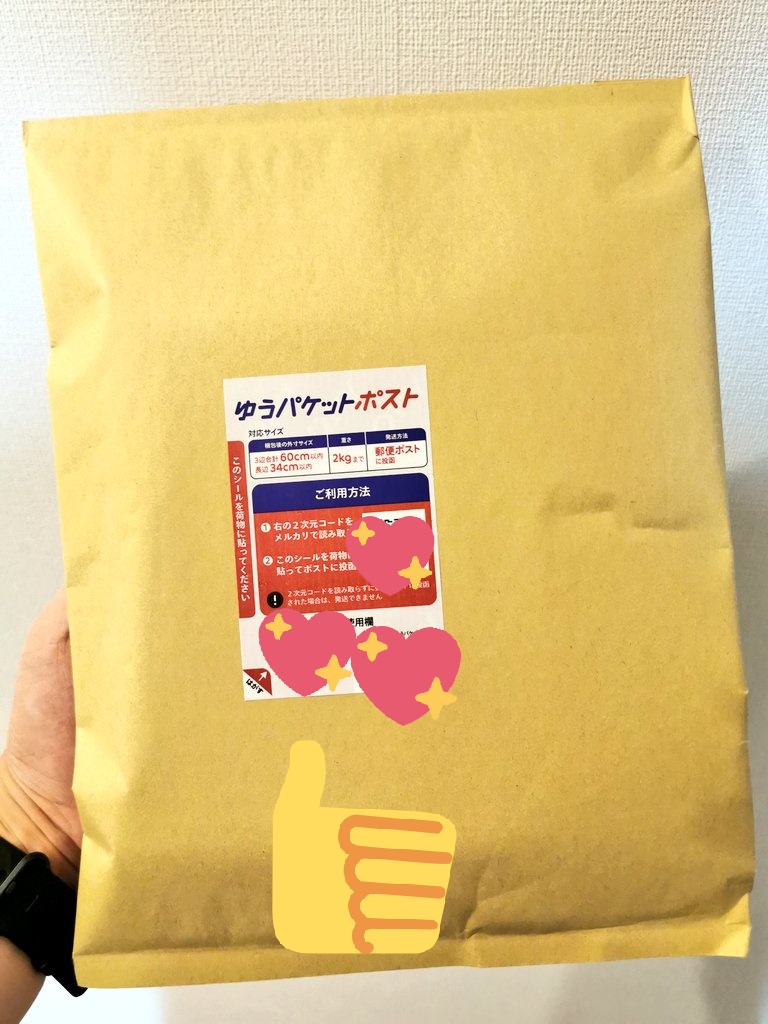 ゆうパケットポスト
対応サイズ
梱包後の外寸サイズ
3辺合計 60cm以内
長辺 34cm以内
重さ
2kgまで
発送方法
郵便ポスト
に投函
このシールを荷物に貼ってください
ご利用方法
1 右の2次元コードを
メルカリで読み取
2 このシールを荷物
貼ってポストに投函
! 2次元コードを読み取らずに
された場合は、発送できません
使用欄
はがす